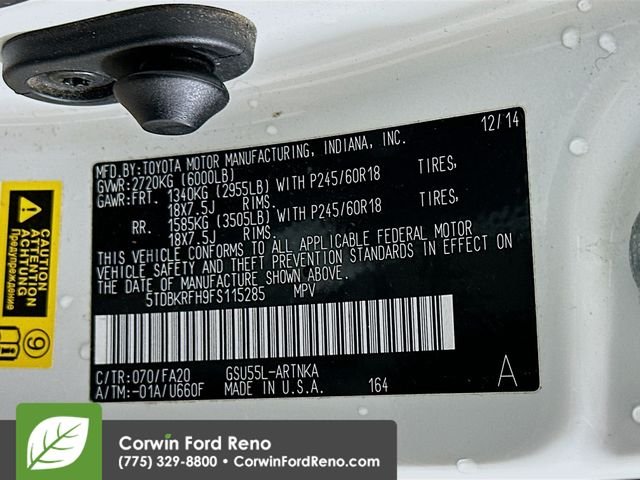 MFD.BY:TOYOTA MOTOR MANUFACTURING, INDIANA, INC. 12/14
GVWR:2720KG (6000LB)
GAWR:FRT. 1340KG (2955LB) WITH P245/60R18 TIRES,
18X7.5J RIMS.
RR. 1585KG (3505LB) WITH P245/60R18 TIRES,
18X7.5J RIMS.
THIS VEHICLE CONFORMS TO ALL APPLICABLE FEDERAL MOTOR
VEHICLE SAFETY AND THEFT PREVENTION STANDARDS IN EFFECT ON
THE DATE OF MANUFACTURE SHOWN ABOVE.
5TDBKRFH9FS115285 MPV
C/TR:070/FA20 GSU55L-ARTNKA
A/TM:-01A/U660F MADE IN U.S.A. 164 A
CAUTION
ATTENTION
ACHTUNG
Предупреждение
9
Corwin Ford Reno
(775) 329-8800 • CorwinFordReno.com